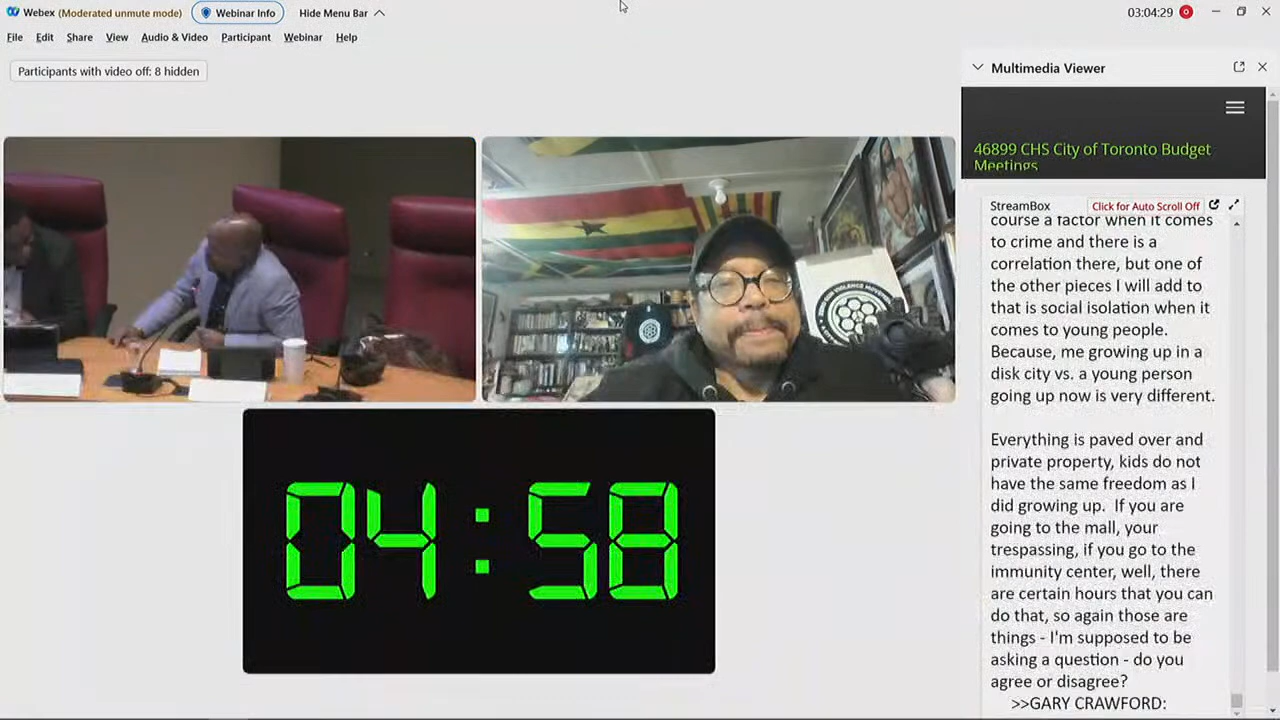 Webex (Moderated unmute mode) Webinar Info Hide Menu Bar 03:04:29
File Edit Share View Audio & Video Participant Webinar Help
Participants with video off: 8 hidden
Multimedia Viewer
46899 CHS City of Toronto Budget
Meetings
StreamBox Click for Auto Scroll Off
course a factor when it comes
to crime and there is a
correlation there, but one of
the other pieces I will add to
that is social isolation when it
comes to young people.
Because, me growing up in a
disk city vs. a young person
going up now is very different.
Everything is paved over and
private property, kids do not
have the same freedom as I
did growing up. If you are
going to the mall, your
trespassing, if you go to the
immunity center, well, there
are certain hours that you can
do that, so again those are
things - I'm supposed to be
asking a question - do you
agree or disagree?
>>GARY CRAWFORD:
04:58